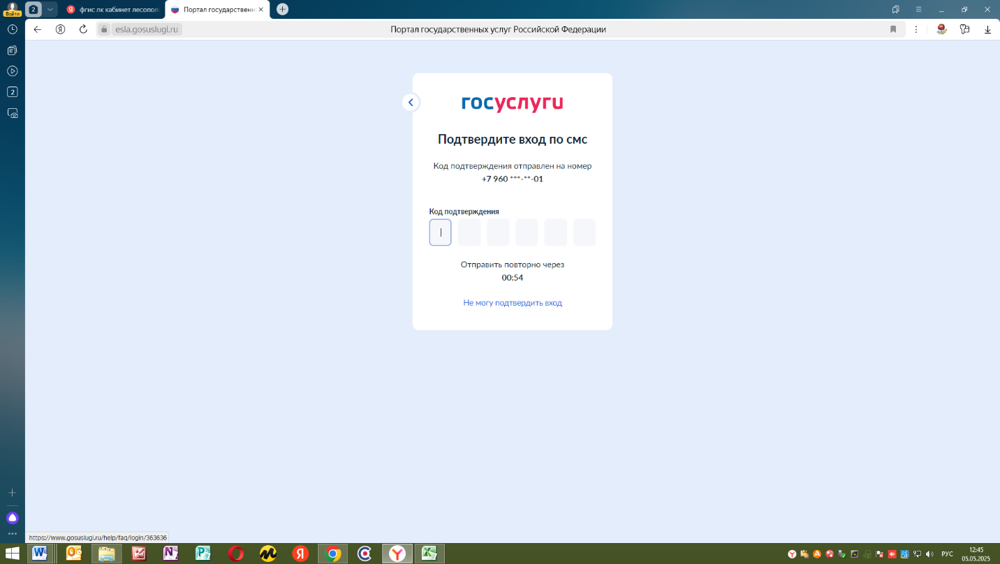 Войти
2
фгис лк кабинет лесопол
Портал государственн
esia.gosuslugi.ru
Портал государственных услуг Российской Федерации
2
госуслуги
Подтвердите вход по смс
Код подтверждения отправлен на номер
+7 960 ***-**-01
Код подтверждения
Отправить повторно через
00:54
Не могу подтвердить вход
https://www.gosuslugi.ru/help/faq/login/363636
РУС
12:45
05.05.2025